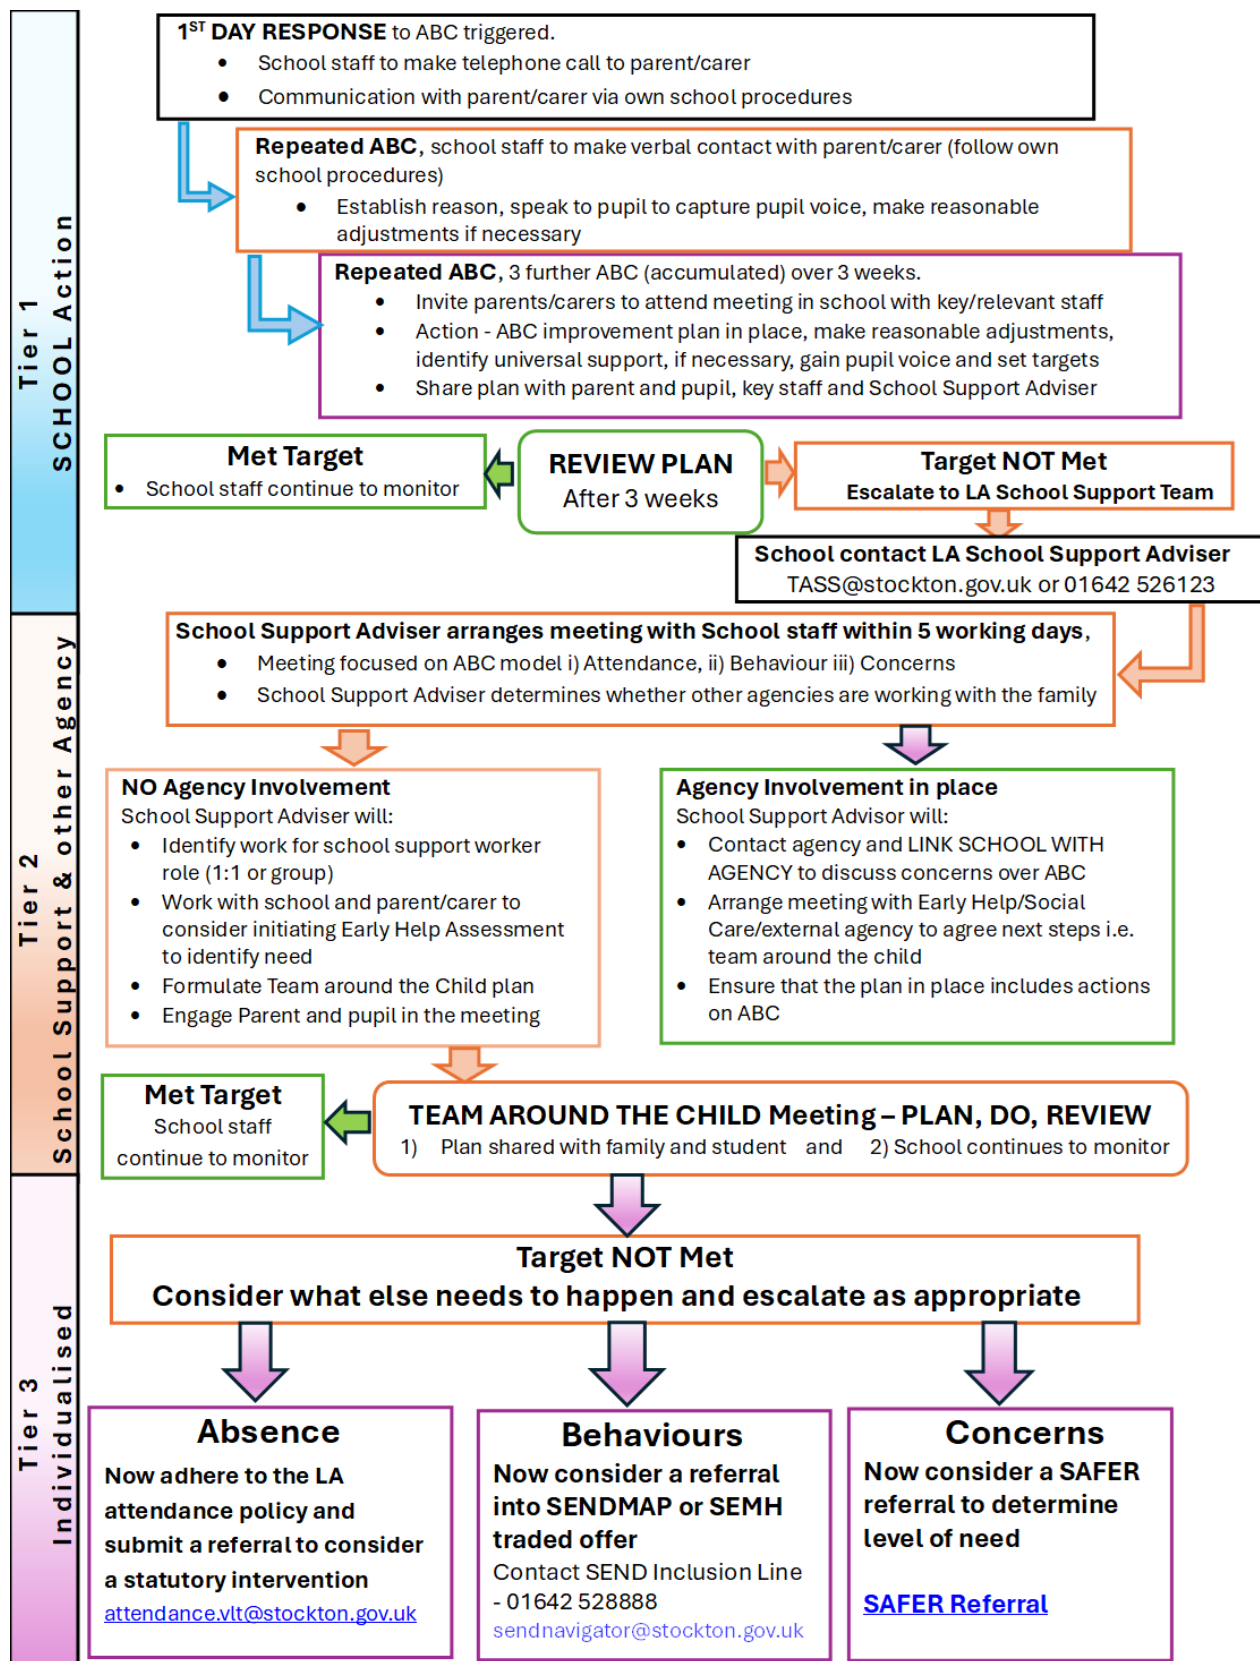 1ST DAY RESPONSE to ABC triggered.
• School staff to make telephone call to parent/carer
• Communication with parent/carer via own school procedures
Repeated ABC, school staff to make verbal contact with parent/carer (follow own
school procedures)
• Establish reason, speak to pupil to capture pupil voice, make reasonable
adjustments if necessary
Repeated ABC, 3 further ABC (accumulated) over 3 weeks.
• Invite parents/carers to attend meeting in school with key/relevant staff
• Action - ABC improvement plan in place, make reasonable adjustments,
identify universal support, if necessary, gain pupil voice and set targets
• Share plan with parent and pupil, key staff and School Support Adviser
Tier 1
SCHOOL Action
Met Target
• School staff continue to monitor
REVIEW PLAN
After 3 weeks
Target NOT Met
Escalate to LA School Support Team
School contact LA School Support Adviser
TASS@stockton.gov.uk or 01642 526123
Tier 2
School Support & other Agency
School Support Adviser arranges meeting with School staff within 5 working days,
• Meeting focused on ABC model i) Attendance, ii) Behaviour iii) Concerns
• School Support Adviser determines whether other agencies are working with the family
NO Agency Involvement
School Support Adviser will:
• Identify work for school support worker
role (1:1 or group)
• Work with school and parent/carer to
consider initiating Early Help Assessment
to identify need
• Formulate Team around the Child plan
• Engage Parent and pupil in the meeting
Agency Involvement in place
School Support Advisor will:
• Contact agency and LINK SCHOOL WITH
AGENCY to discuss concerns over ABC
• Arrange meeting with Early Help/Social
Care/external agency to agree next steps i.e.
team around the child
• Ensure that the plan in place includes actions
on ABC
Met Target
School staff
continue to monitor
TEAM AROUND THE CHILD Meeting – PLAN, DO, REVIEW
1) Plan shared with family and student and 2) School continues to monitor
Tier 3
Individualised
Target NOT Met
Consider what else needs to happen and escalate as appropriate
Absence
Now adhere to the LA
attendance policy and
submit a referral to consider
a statutory intervention
attendance.vlt@stockton.gov.uk
Behaviours
Now consider a referral
into SENDMAP or SEMH
traded offer
Contact SEND Inclusion Line
- 01642 528888
sendnavigator@stockton.gov.uk
Concerns
Now consider a SAFER
referral to determine
level of need
SAFER Referral